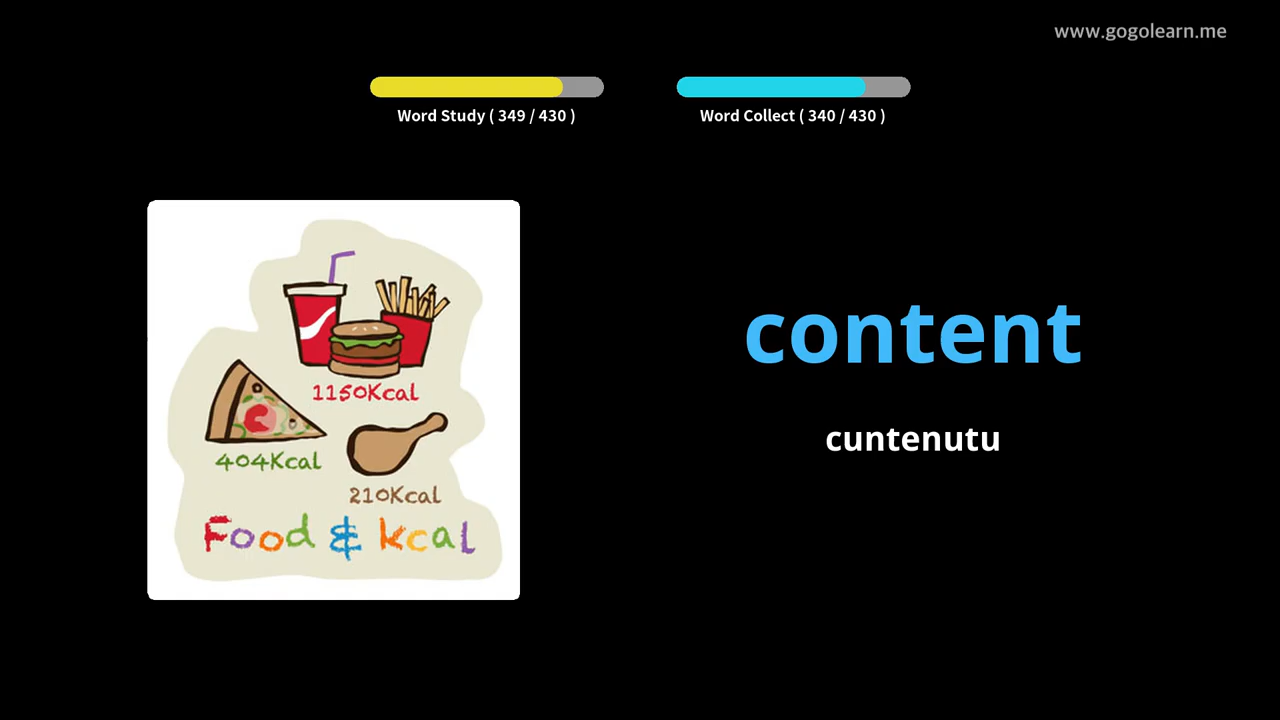 www.gogolearn.me
Word Study ( 349 / 430 )
Word Collect ( 340 / 430 )
1150Kcal
404Kcal
210Kcal
Food & kcal
content
cuntenutu